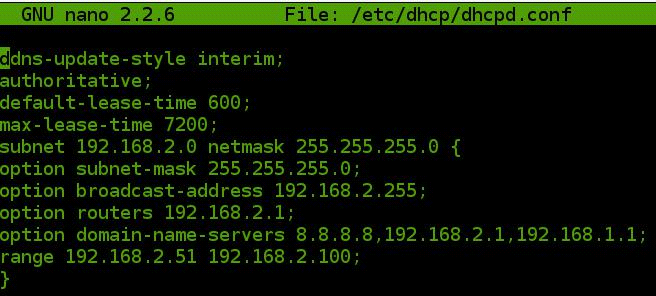 GNU nano 2.2.6 File: /etc/dhcp/dhcpd.conf
ddns-update-style interim;
authoritative;
default-lease-time 600;
max-lease-time 7200;
subnet 192.168.2.0 netmask 255.255.255.0 {
option subnet-mask 255.255.255.0;
option broadcast-address 192.168.2.255;
option routers 192.168.2.1;
option domain-name-servers 8.8.8.8,192.168.2.1,192.168.1.1;
range 192.168.2.51 192.168.2.100;
}